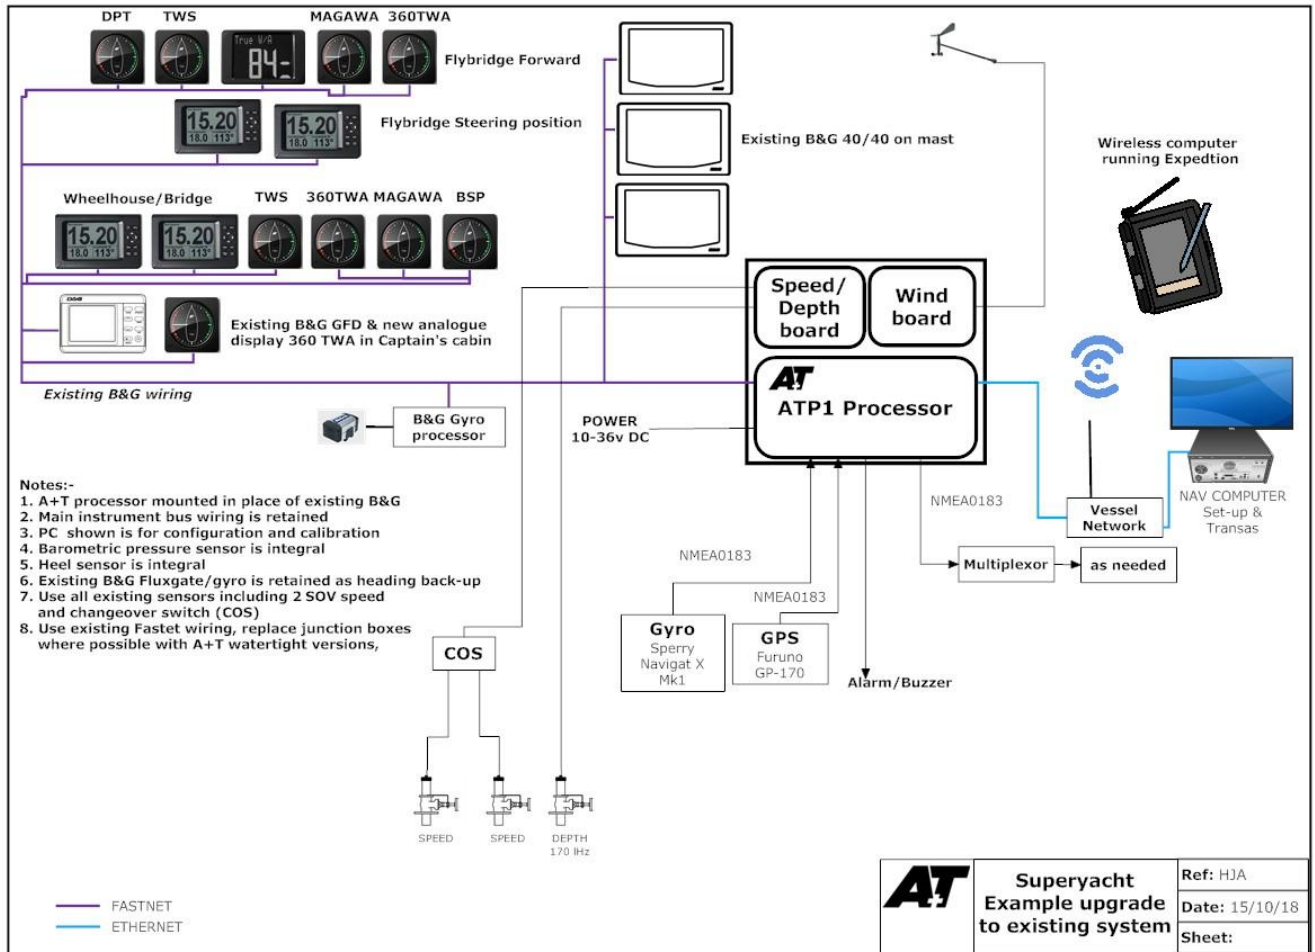 DPT TWS MAGAWA 360TWA
True W/A
84-
Flybridge Forward
15.20
18.0 113°
15.20
18.0 113°
Flybridge Steering position
Existing B&G 40/40 on mast
Wireless computer
running Expedtion
Wheelhouse/Bridge TWS 360TWA MAGAWA BSP
15.20
18.0 113°
15.20
18.0 113°
Speed/
Depth
board
Wind
board
Existing B&G GFD & new analogue
display 360 TWA in Captain's cabin
Existing B&G wiring
A+T
ATP1 Processor
B&G Gyro
processor
POWER
10-36v DC
NMEA0183
Vessel
Network
NAV COMPUTER
Set-up &
Transas
Notes:-
1. A+T processor mounted in place of existing B&G
2. Main instrument bus wiring is retained
3. PC shown is for configuration and calibration
4. Barometric pressure sensor is integral
5. Heel sensor is integral
6. Existing B&G Fluxgate/gyro is retained as heading back-up
7. Use all existing sensors including 2 SOV speed
and changeover switch (COS)
8. Use existing Fastet wiring, replace junction boxes
where possible with A+T watertight versions,
NMEA0183
NMEA0183
Multiplexor
as needed
COS
Gyro
Sperry
Navigat X
Mk1
GPS
Furuno
GP-170
Alarm/Buzzer
SPEED
SPEED
DEPTH
170 lHz
FASTNET
ETHERNET
A+T
Superyacht
Example upgrade
to existing system
Ref: HJA
Date: 15/10/18
Sheet: